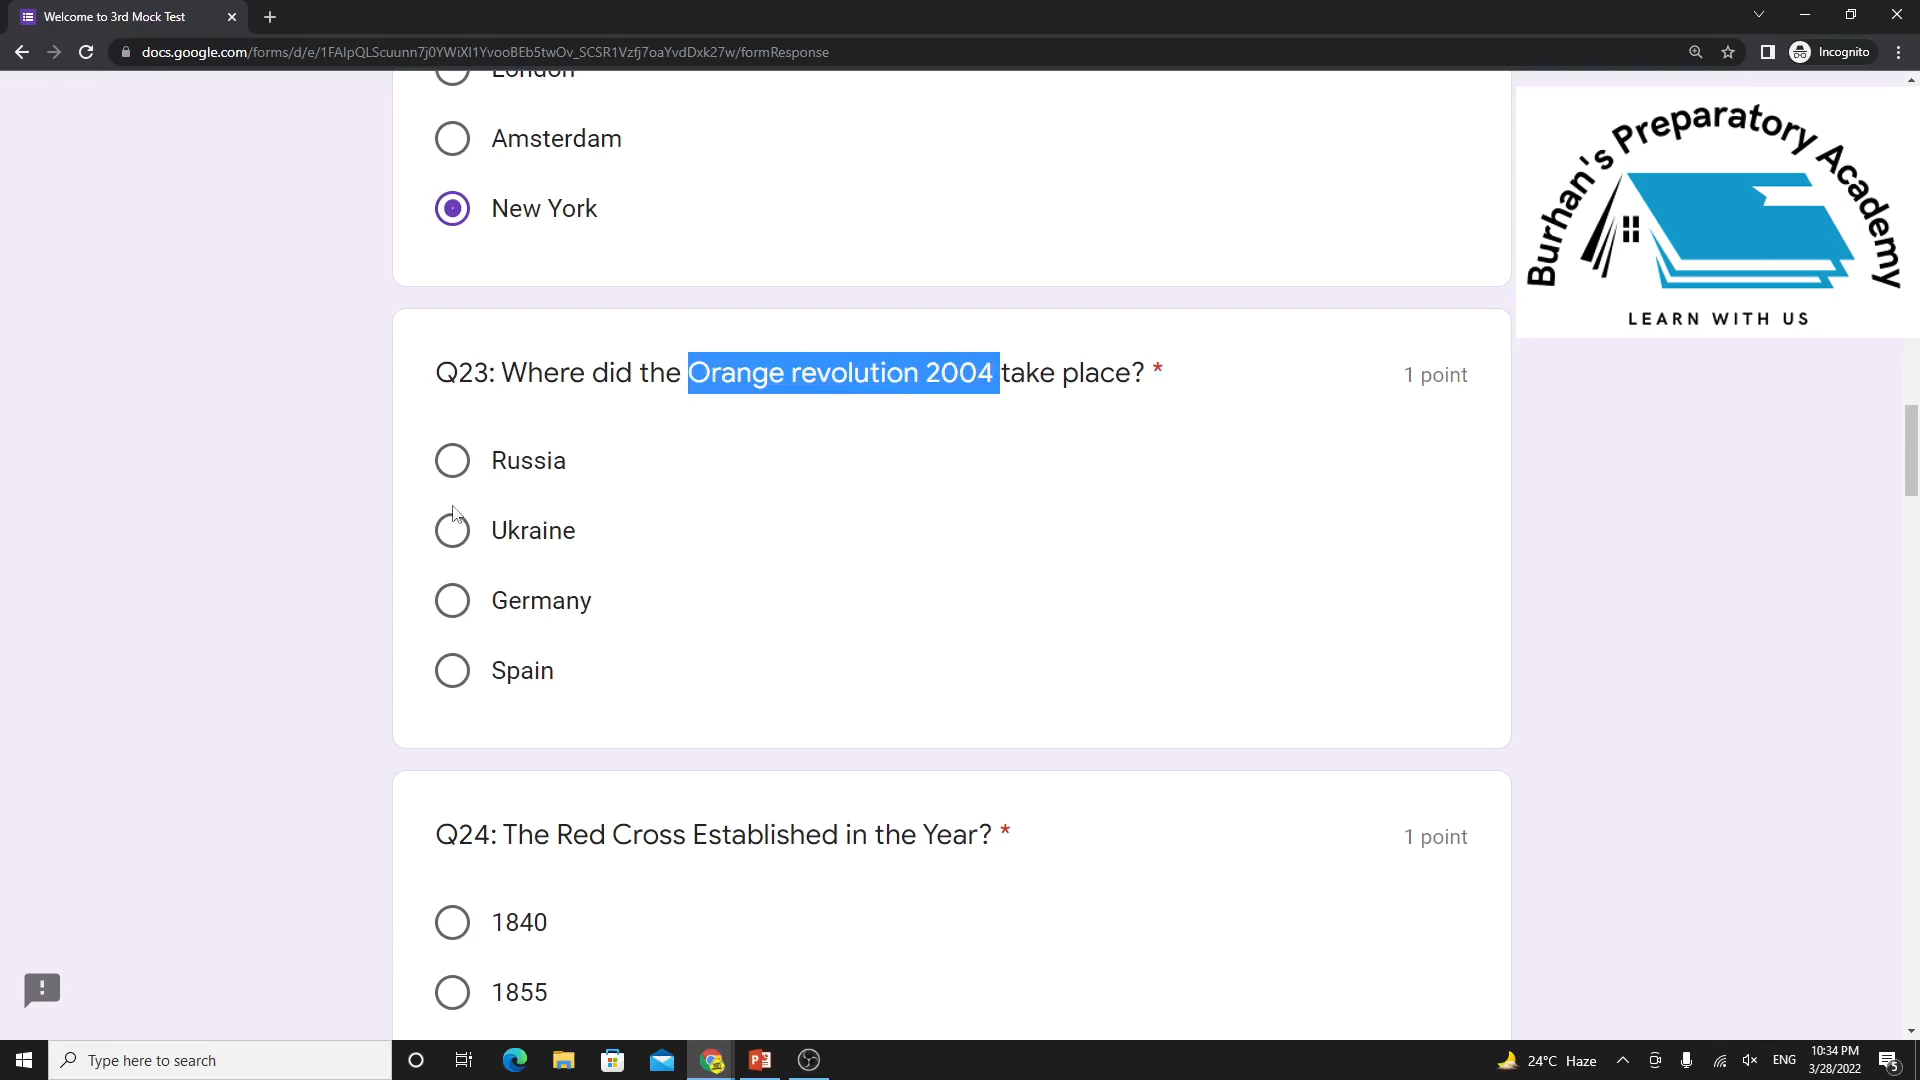 Welcome to 3rd Mock Test
docs.google.com/forms/d/e/1FAIpQLScuunn7j0YWiXI1YvooBEb5twOv_SCSR1Vzfj7oaYvdDxk27w/formResponse
Incognito
London
Amsterdam
New York
Burhan's Preparatory Academy
LEARN WITH US
Q23: Where did the Orange revolution 2004 take place? *
1 point
Russia
Ukraine
Germany
Spain
Q24: The Red Cross Established in the Year? *
1 point
1840
1855
Type here to search
24°C Haze
ENG
10:34 PM
3/28/2022
5